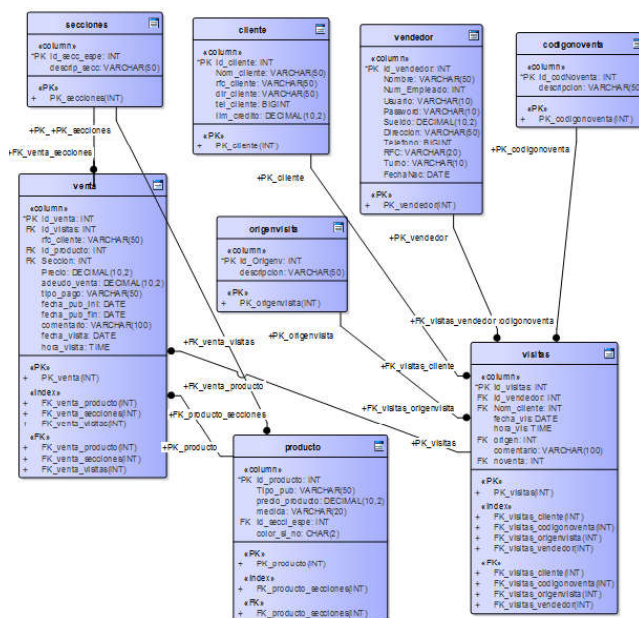 secciones
«column»
*PK Id_secc_espe: INT
descrip_secc: VARCHAR(50)
«PK»
+ PK_secciones(INT)
cliente
«column»
*PK Id_cliente: INT
Nom_cliente: VARCHAR(50)
rfc_cliente: VARCHAR(50)
dir_cliente: VARCHAR(50)
tel_cliente: BIGINT
lim_credito: DECIMAL(10,2)
«PK»
+ PK_cliente(INT)
vendedor
«column»
*PK Id_vendedor: INT
Nombre: VARCHAR(50)
Num_Empleado: INT
Usuario: VARCHAR(10)
Password: VARCHAR(10)
Sueldo: DECIMAL(10,2)
Direccion: VARCHAR(50)
Telefono: BIGINT
RFC: VARCHAR(20)
Turno: VARCHAR(10)
FechaNac: DATE
«PK»
+ PK_vendedor(INT)
codigonoventa
«column»
*PK Id_codNoventa: INT
descripcion: VARCHAR(50)
«PK»
+ PK_codigonoventa(INT)
+PK_+PK_secciones
+FK_venta_secciones
+PK_codigonoventa
+PK_cliente
+PK_vendedor
venta
«column»
*PK Id_venta: INT
FK Id_visitas: INT
rfc_cliente: VARCHAR(50)
FK Id_producto: INT
FK Seccion: INT
Precio: DECIMAL(10,2)
adeudo_venta: DECIMAL(10,2)
tipo_pago: VARCHAR(50)
fecha_pub_ini: DATE
fecha_pub_fin: DATE
comentario: VARCHAR(100)
fecha_visita: DATE
hora_visita: TIME
«PK»
+ PK_venta(INT)
«index»
+ FK_venta_producto(INT)
+ FK_venta_secciones(INT)
+ FK_venta_visitas(INT)
«FK»
+ FK_venta_producto(INT)
+ FK_venta_secciones(INT)
+ FK_venta_visitas(INT)
origenvisita
«column»
*PK Id_Origenv: INT
descripcion: VARCHAR(50)
«PK»
+ PK_origenvisita(INT)
+PK_origenvisita
+FK_visitas_vendedor
codigonoventa
+FK_venta_visitas
+FK_visitas_cliente
+FK_venta_producto
+FK_visitas_origenvisita
+FK_producto_secciones
+PK_producto
+PK_visitas
visitas
«column»
*PK Id_visitas: INT
FK Id_vendedor: INT
FK Nom_cliente: INT
fecha_vis: DATE
hora_vis: TIME
FK origen: INT
comentario: VARCHAR(100)
FK noventa: INT
«PK»
+ PK_visitas(INT)
«index»
+ FK_visitas_cliente(INT)
+ FK_visitas_codigonoventa(INT)
+ FK_visitas_origenvisita(INT)
+ FK_visitas_vendedor(INT)
«FK»
+ FK_visitas_cliente(INT)
+ FK_visitas_codigonoventa(INT)
+ FK_visitas_origenvisita(INT)
+ FK_visitas_vendedor(INT)
producto
«column»
*PK Id_producto: INT
Tipo_pub: VARCHAR(50)
precio_producto: DECIMAL(10,2)
medida: VARCHAR(20)
FK Id_secci_espe: INT
color_si_no: CHAR(2)
«PK»
+ PK_producto(INT)
«index»
+ FK_producto_secciones(INT)
«FK»
+ FK_producto_secciones(INT)